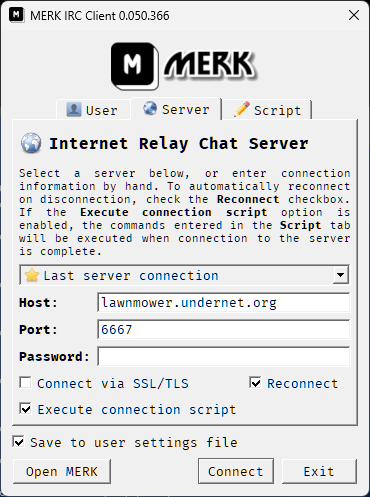 MERK IRC Client 0.050.366
M MERK
User Server Script
Internet Relay Chat Server
Select a server below, or enter connection
information by hand. To automatically reconnect
on disconnection, check the Reconnect checkbox.
If the Execute connection script option is
enabled, the commands entered in the Script tab
will be executed when connection to the server
is complete.
Last server connection
Host: lawnmower.undernet.org
Port: 6667
Password:
Connect via SSL/TLS Reconnect
Execute connection script
Save to user settings file
Open MERK Connect Exit